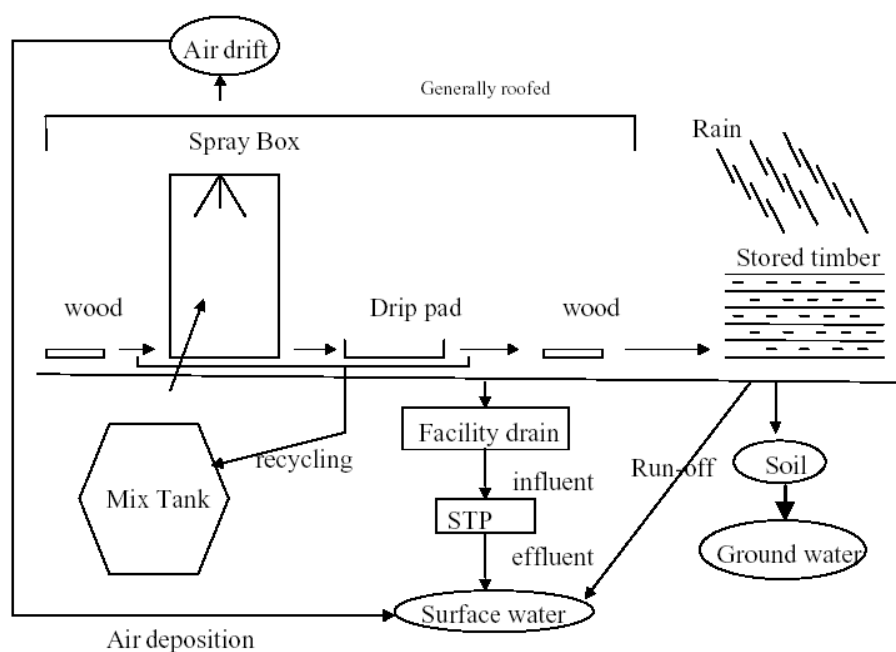 Air drift
Generally roofed
Spray Box
Rain
Stored timber
wood
Drip pad
wood
Facility drain
recycling
Run-off
Soil
Mix Tank
influent
STP
Ground water
effluent
Surface water
Air deposition